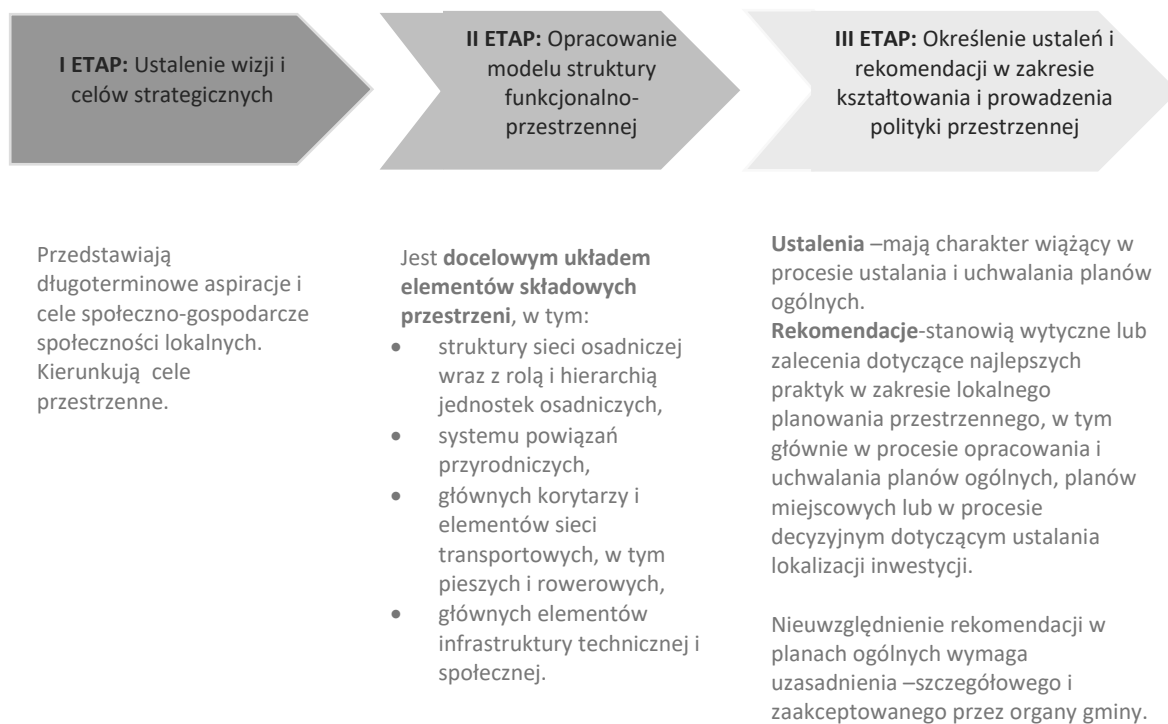 I ETAP: Ustalenie wizji i
celów strategicznych
II ETAP: Opracowanie
modelu struktury
funkcjonalno-
przestrzennej
III ETAP: Określenie ustaleń i
rekomendacji w zakresie
kształtowania i prowadzenia
polityki przestrzennej
Przedstawiają
długoterminowe aspiracje i
cele społeczno-gospodarcze
społeczności lokalnych.
Kierunkują cele
przestrzenne.
Jest docelowym układem
elementów składowych
przestrzeni, w tym:
• struktury sieci osadniczej
wraz z rolą i hierarchią
jednostek osadniczych,
• systemu powiązań
przyrodniczych,
• głównych korytarzy i
elementów sieci
transportowych, w tym
pieszych i rowerowych,
• głównych elementów
infrastruktury technicznej i
społecznej.
Ustalenia –mają charakter wiążący w
procesie ustalania i uchwalania planów
ogólnych.
Rekomendacje-stanowią wytyczne lub
zalecenia dotyczące najlepszych
praktyk w zakresie lokalnego
planowania przestrzennego, w tym
głównie w procesie opracowania i
uchwalania planów ogólnych, planów
miejscowych lub w procesie
decyzyjnym dotyczącym ustalania
lokalizacji inwestycji.
Nieuwzględnienie rekomendacji w
planach ogólnych wymaga
uzasadnienia –szczegółowego i
zaakceptowanego przez organy gminy.